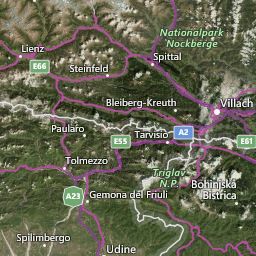 Nationalpark
Nockberge
Lienz
Spittal
E66
Steinfeld
Bleiberg-Kreuth
Villach
Paularo
E55
Tarvisio
A2
E61
Tolmezzo
Triglav
N.P.
Bohinjska
Bistrica
A23
Gemona del Friuli
Spilimbergo
Udine